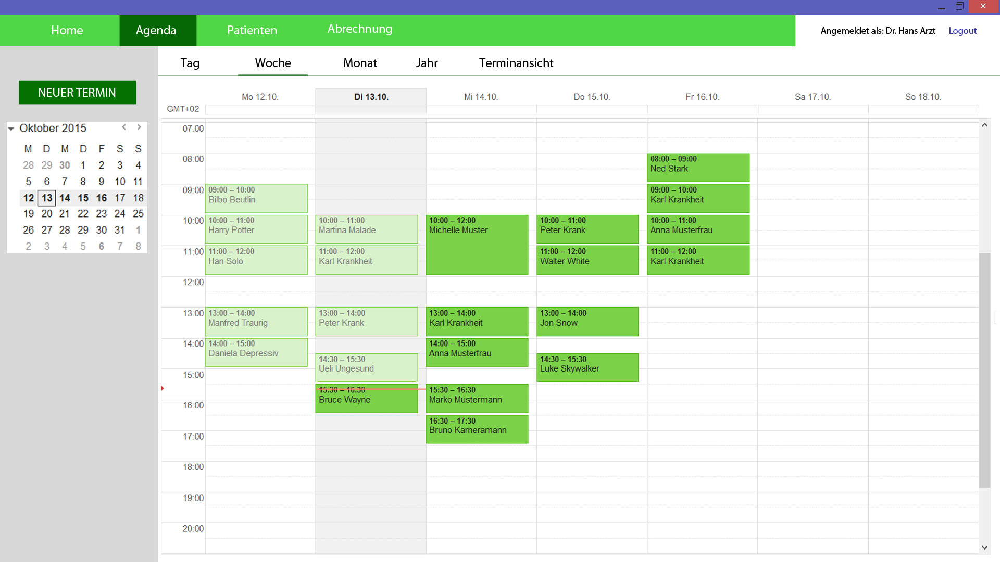 Home
Agenda
Patienten
Abrechnung
Angemeldet als: Dr. Hans Arzt
Logout
Tag
Woche
Monat
Jahr
Terminansicht
NEUER TERMIN
Oktober 2015
M D M D F S S
28 29 30 1 2 3 4
5 6 7 8 9 10 11
12 13 14 15 16 17 18
19 20 21 22 23 24 25
26 27 28 29 30 31 1
2 3 4 5 6 7 8
Mo 12.10.
Di 13.10.
Mi 14.10.
Do 15.10.
Fr 16.10.
Sa 17.10.
So 18.10.
GMT+02
07:00
08:00
09:00
10:00
11:00
12:00
13:00
14:00
15:00
16:00
17:00
18:00
19:00
20:00
09:00 – 10:00
Bilbo Beutlin
10:00 – 11:00
Harry Potter
11:00 – 12:00
Han Solo
13:00 – 14:00
Manfred Traurig
14:00 – 15:00
Daniela Depressiv
10:00 – 11:00
Martina Malade
11:00 – 12:00
Karl Krankheit
13:00 – 14:00
Peter Krank
14:30 – 15:30
Ueli Ungesund
15:30 – 16:30
Bruce Wayne
10:00 – 12:00
Michelle Muster
13:00 – 14:00
Karl Krankheit
14:00 – 15:00
Anna Musterfrau
15:30 – 16:30
Marko Mustermann
16:30 – 17:30
Bruno Kameramann
10:00 – 11:00
Peter Krank
11:00 – 12:00
Walter White
13:00 – 14:00
Jon Snow
14:30 – 15:30
Luke Skywalker
08:00 – 09:00
Ned Stark
09:00 – 10:00
Karl Krankheit
10:00 – 11:00
Anna Musterfrau
11:00 – 12:00
Karl Krankheit